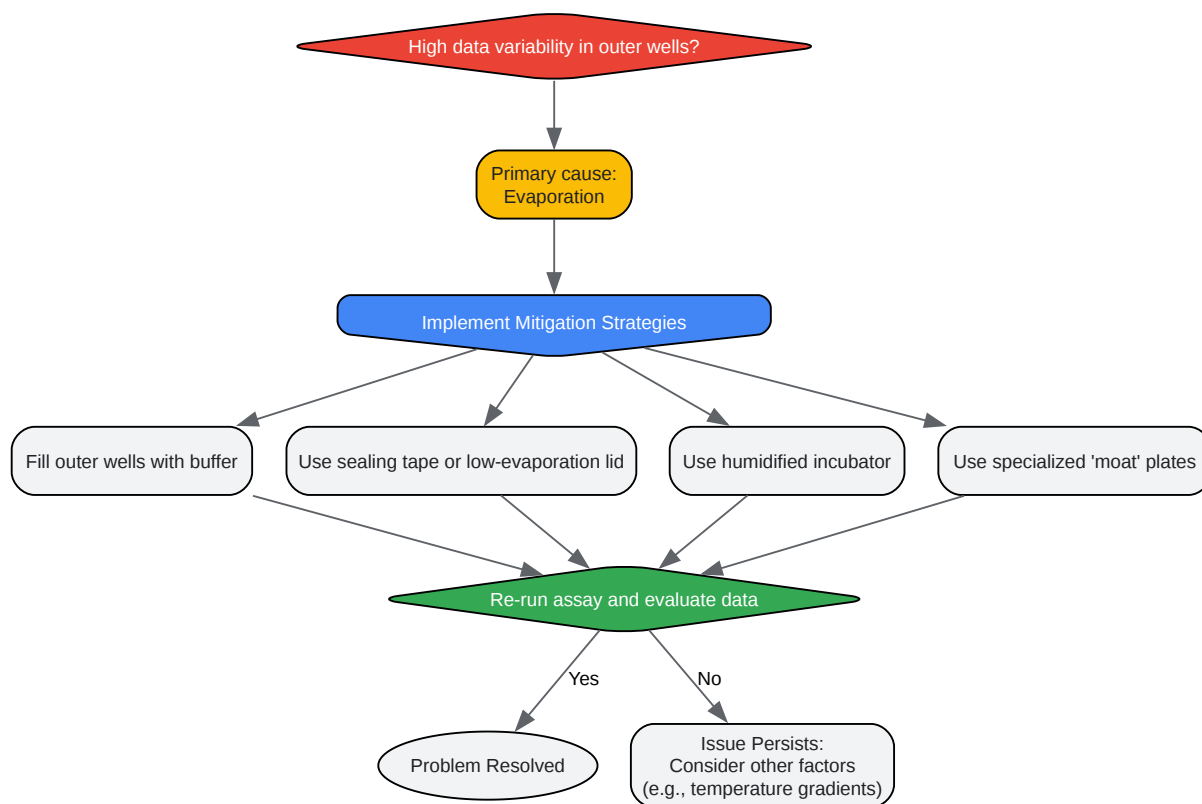 High data variability in outer wells?
Primary cause:
Evaporation
Implement Mitigation Strategies
Fill outer wells with buffer
Use sealing tape or low-evaporation lid
Use humidified incubator
Use specialized 'moat' plates
Re-run assay and evaluate data
Yes
No
Problem Resolved
Issue Persists:
Consider other factors
(e.g., temperature gradients)